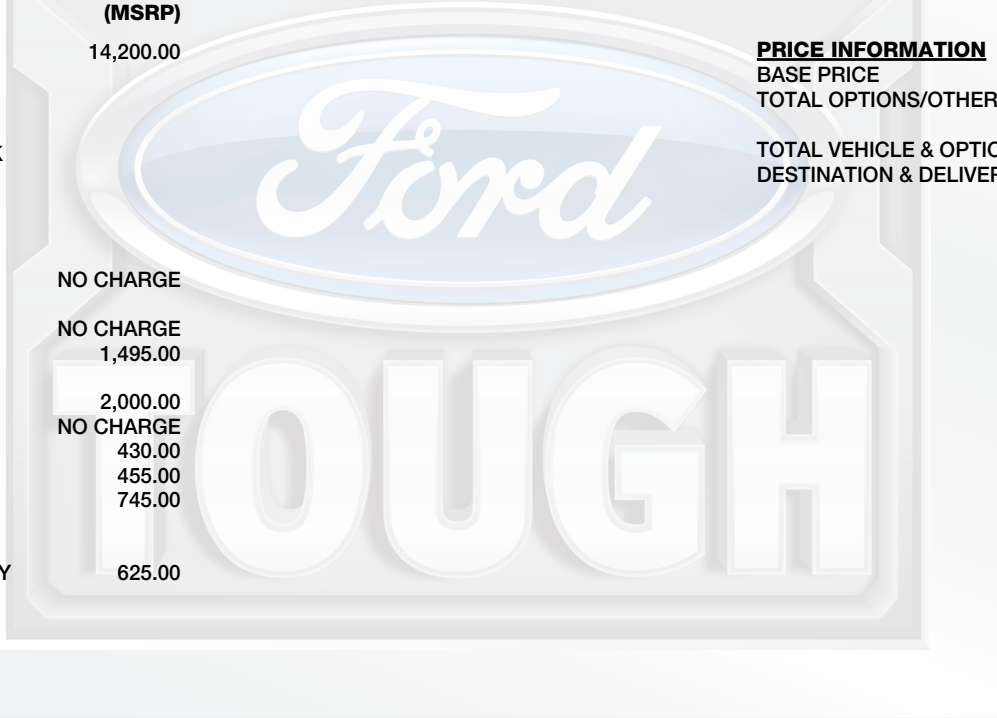 (MSRP)
14,200.00
NO CHARGE
NO CHARGE
1,495.00
2,000.00
NO CHARGE
430.00
455.00
745.00
Y 625.00
PRICE INFORMATION
BASE PRICE
TOTAL OPTIONS/OTHER
TOTAL VEHICLE & OPTIO
DESTINATION & DELIVER
Ford
TOUGH